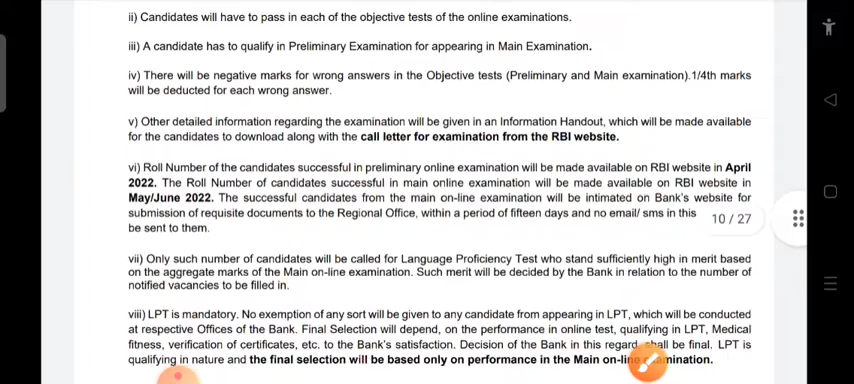 ii) Candidates will have to pass in each of the objective tests of the online examinations.
iii) A candidate has to qualify in Preliminary Examination for appearing in Main Examination.
iv) There will be negative marks for wrong answers in the Objective tests (Preliminary and Main examination).1/4th marks
will be deducted for each wrong answer.
v) Other detailed information regarding the examination will be given in an Information Handout, which will be made available
for the candidates to download along with the call letter for examination from the RBI website.
vi) Roll Number of the candidates successful in preliminary online examination will be made available on RBI website in April
2022. The Roll Number of candidates successful in main online examination will be made available on RBI website in
May/June 2022. The successful candidates from the main on-line examination will be intimated on Bank's website for
submission of requisite documents to the Regional Office, within a period of fifteen days and no email/ sms in this
10 / 27
be sent to them.
vii) Only such number of candidates will be called for Language Proficiency Test who stand sufficiently high in merit based
on the aggregate marks of the Main on-line examination. Such merit will be decided by the Bank in relation to the number of
notified vacancies to be filled in.
viii) LPT is mandatory. No exemption of any sort will be given to any candidate from appearing in LPT, which will be conducted
at respective Offices of the Bank. Final Selection will depend, on the performance in online test, qualifying in LPT, Medical
fitness, verification of certificates, etc. to the Bank's satisfaction. Decision of the Bank in this regard shall be final. LPT is
qualifying in nature and the final selection will be based only on performance in the Main on-line examination.